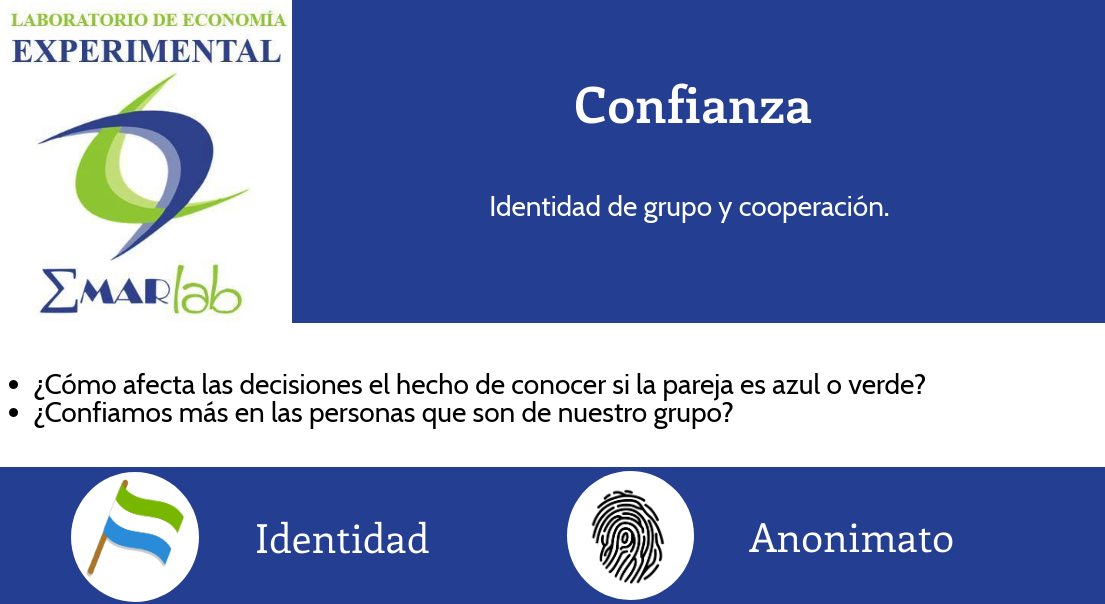 LABORATORIO DE ECONOMÍA
EXPERIMENTAL
ΣMARlab
Confianza
Identidad de grupo y cooperación.
• ¿Cómo afecta las decisiones el hecho de conocer si la pareja es azul o verde?
• ¿Confiamos más en las personas que son de nuestro grupo?
Identidad
Anonimato